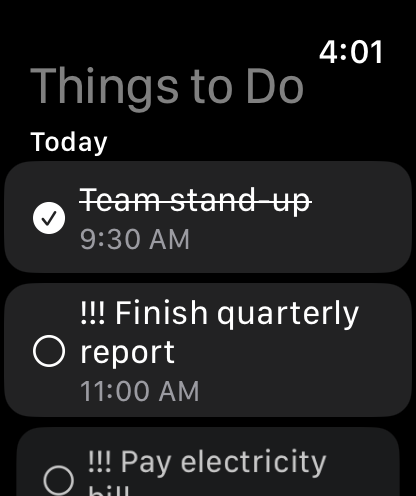 4:01
Things to Do
Today
Team stand-up
9:30 AM
!!! Finish quarterly
report
11:00 AM
!!! Pay electricity
bill